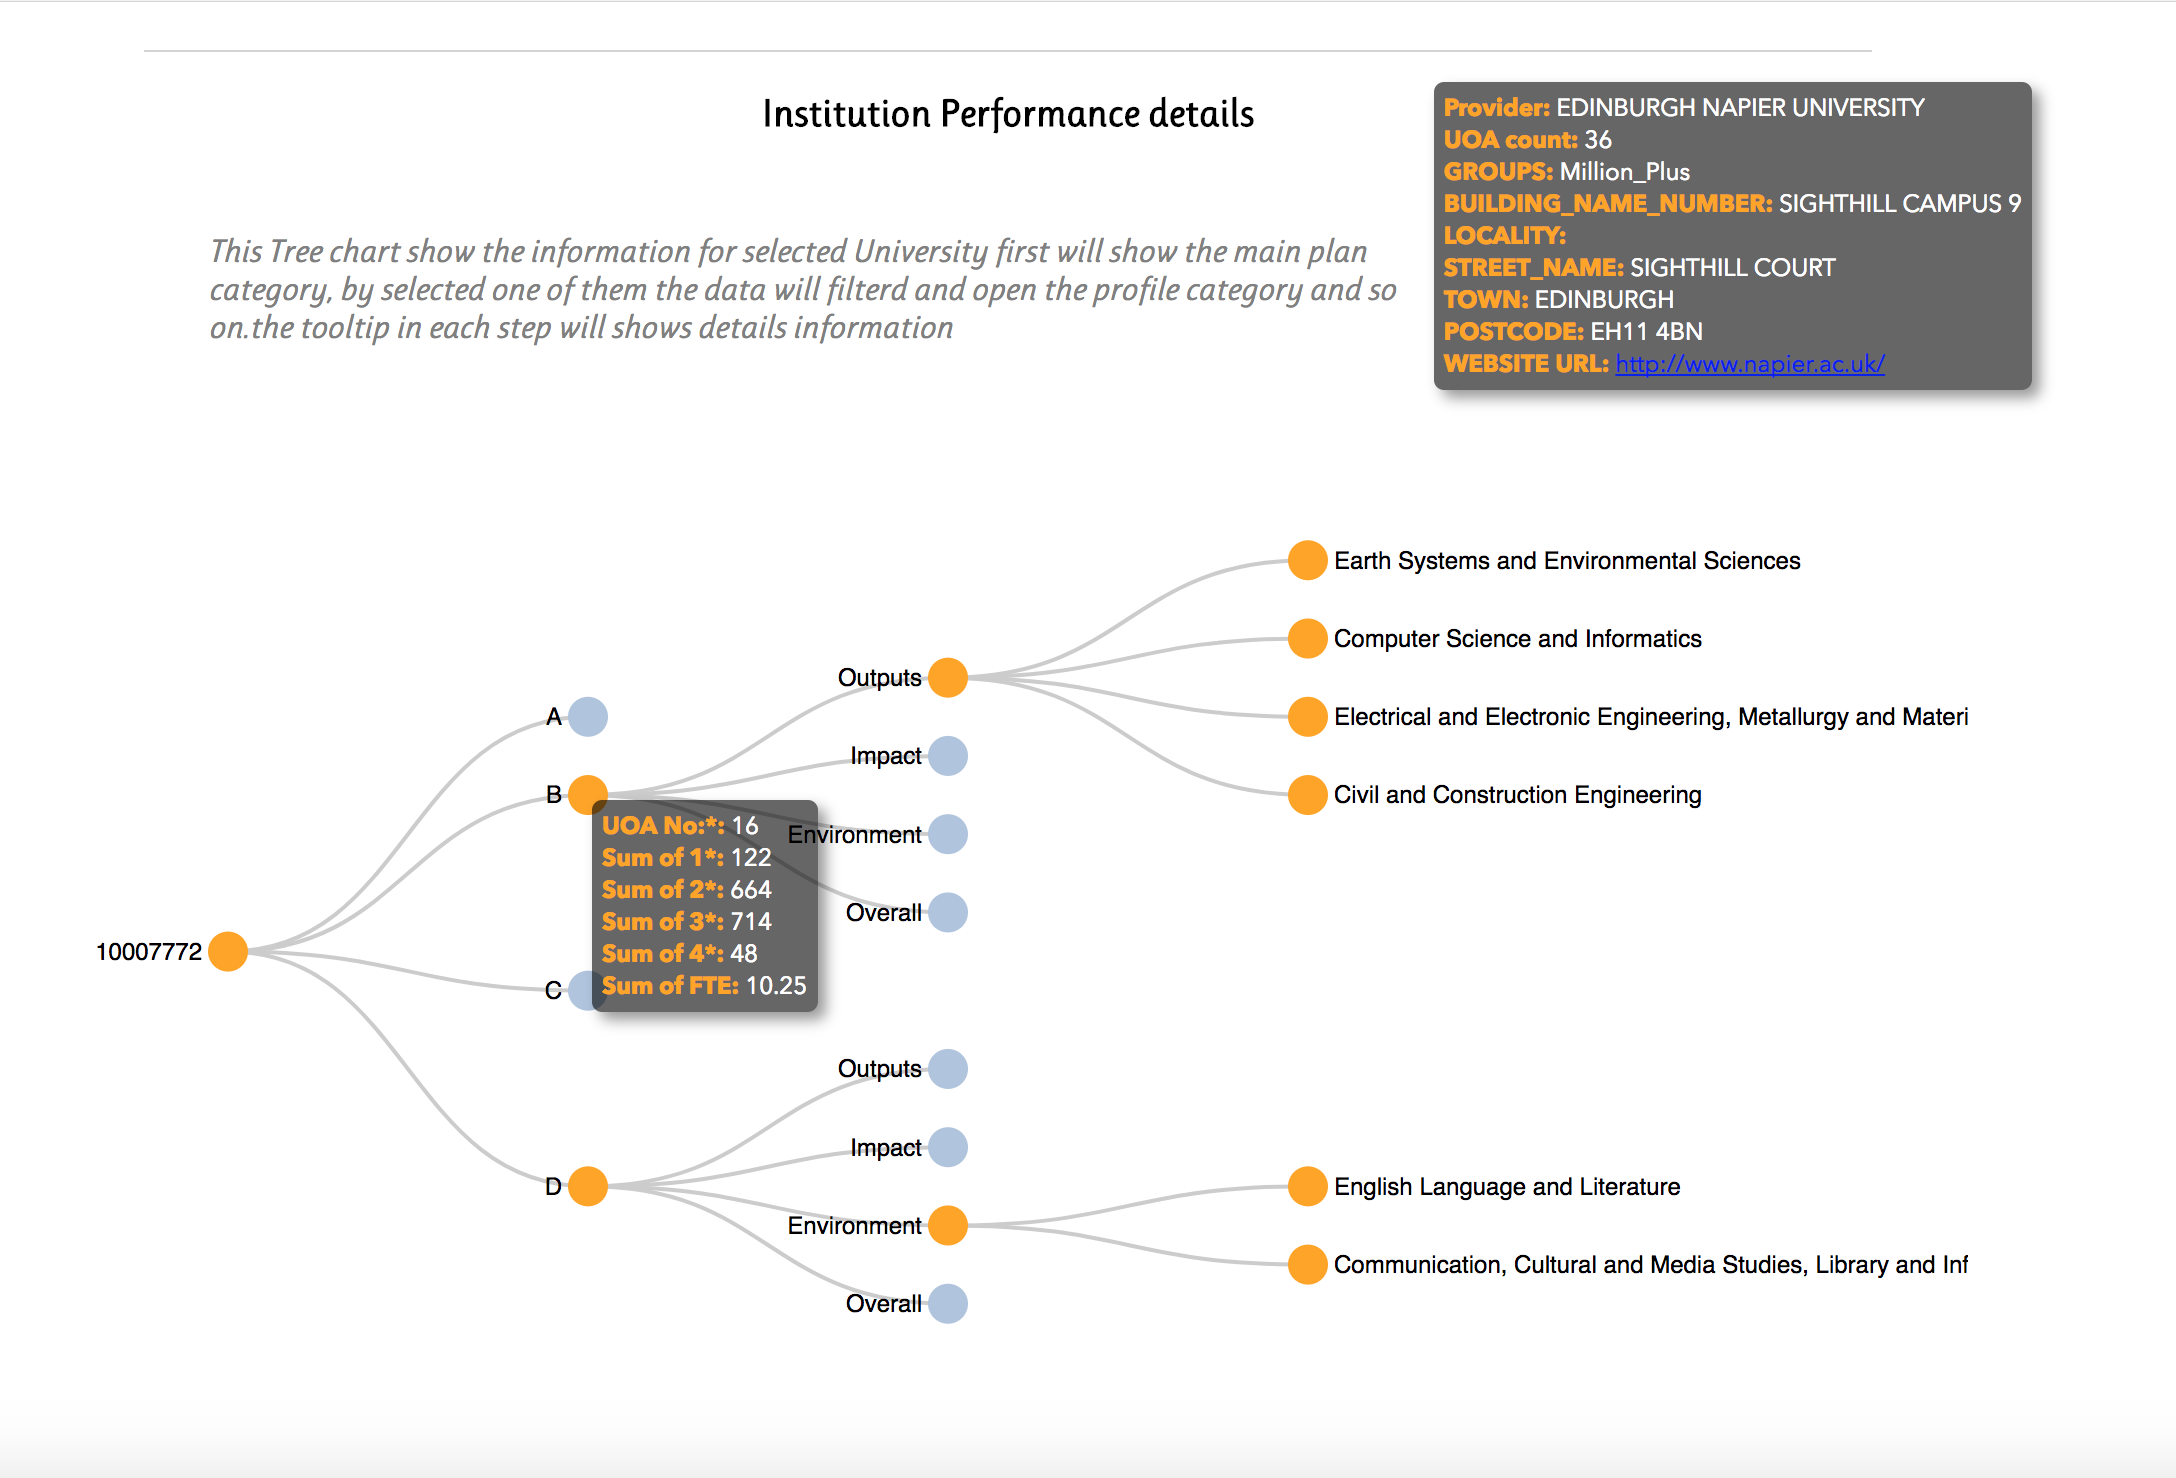 Institution Performance details
Provider: EDINBURGH NAPIER UNIVERSITY
UOA count: 36
GROUPS: Million_Plus
BUILDING_NAME_NUMBER: SIGHTHILL CAMPUS 9
LOCALITY:
STREET_NAME: SIGHTHILL COURT
TOWN: EDINBURGH
POSTCODE: EH11 4BN
WEBSITE URL: http://www.napier.ac.uk/
This Tree chart show the information for selected University first will show the main plan
category, by selected one of them the data will filterd and open the profile category and so
on.the tooltip in each step will shows details information
10007772
A
B
C
D
UOA No:*: 16
Sum of 1*: 122
Sum of 2*: 664
Sum of 3*: 714
Sum of 4*: 48
Sum of FTE: 10.25
Outputs
Impact
Environment
Overall
Outputs
Impact
Environment
Overall
Earth Systems and Environmental Sciences
Computer Science and Informatics
Electrical and Electronic Engineering, Metallurgy and Materi
Civil and Construction Engineering
English Language and Literature
Communication, Cultural and Media Studies, Library and Inf